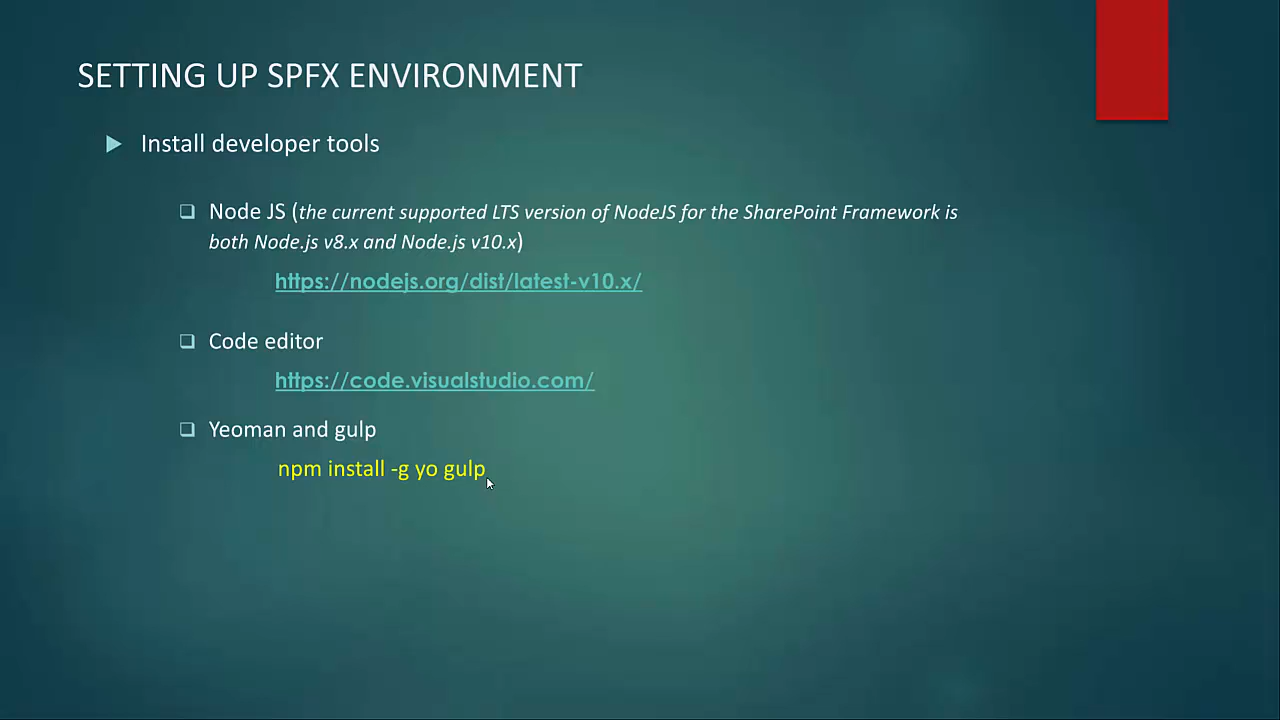 SETTING UP SPFX ENVIRONMENT
Install developer tools
Node JS (the current supported LTS version of NodeJS for the SharePoint Framework is
both Node.js v8.x and Node.js v10.x)
https://nodejs.org/dist/latest-v10.x/
Code editor
https://code.visualstudio.com/
Yeoman and gulp
npm install -g yo gulp